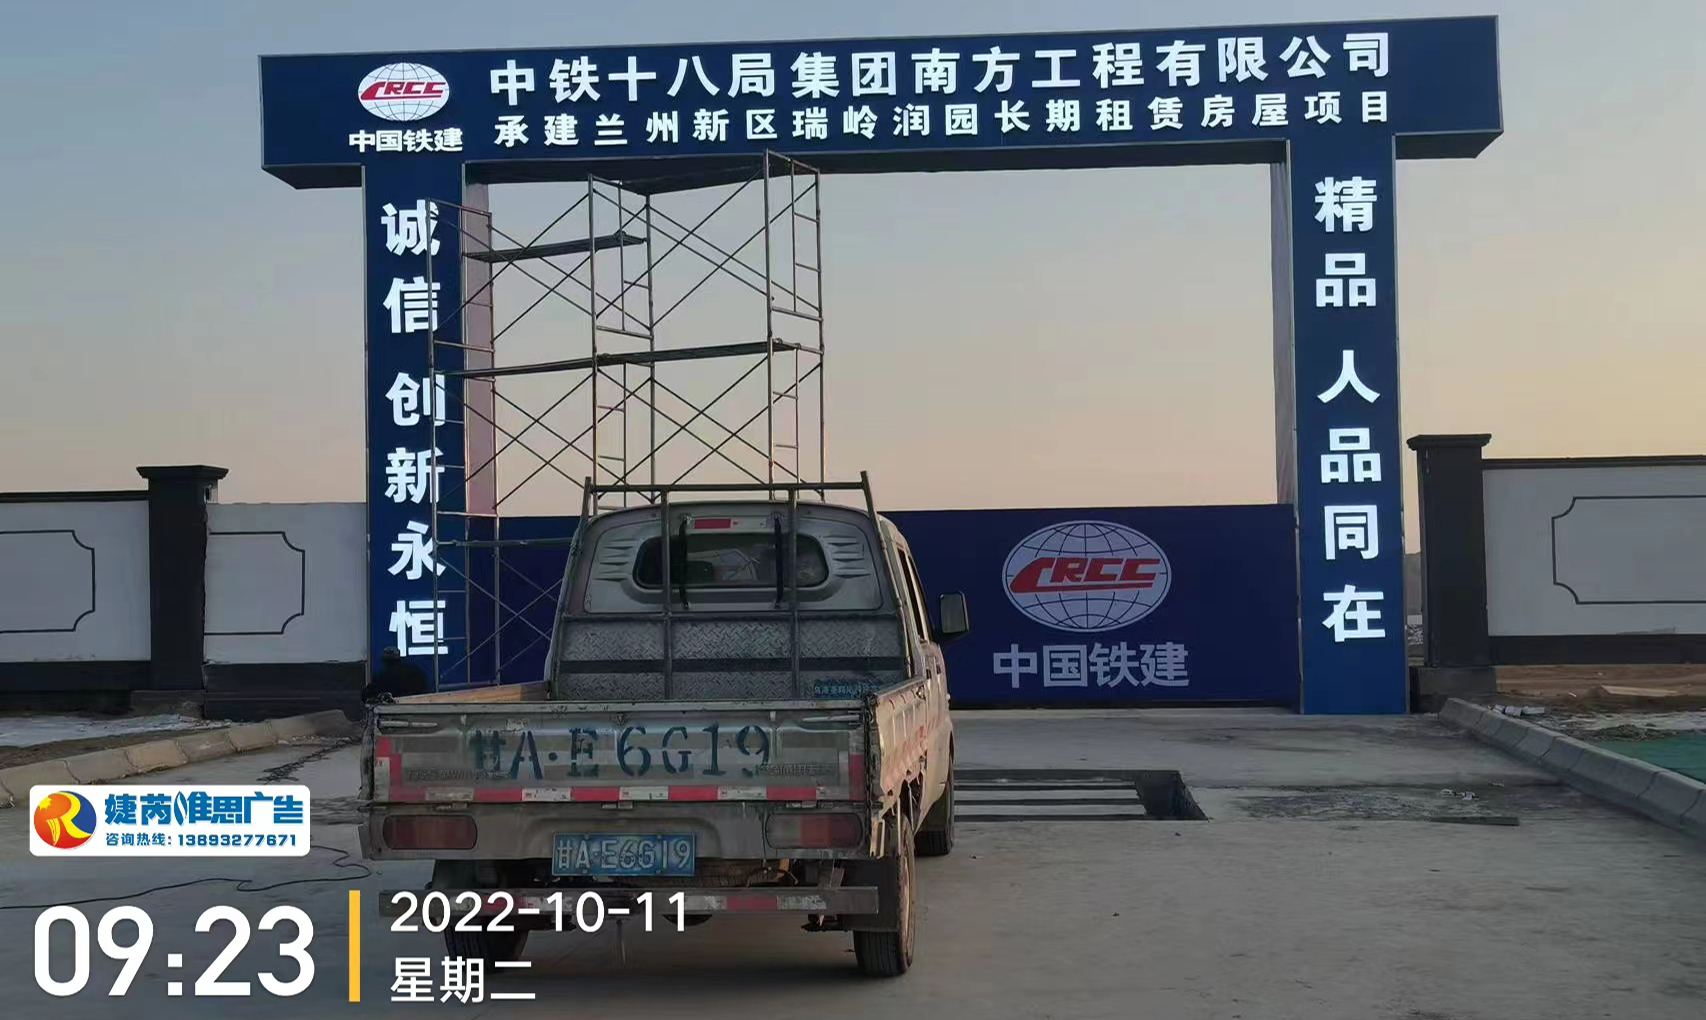 CRCC
中国铁建
中铁十八局集团南方工程有限公司
承建兰州新区瑞岭润园长期租赁房屋项目
诚信创新永恒
精品人品同在
CRCC
中国铁建
甘A·E6G19
甘A·E6G19
婕芮唯思广告
咨询热线:13893277671
09:23
2022-10-11
星期二